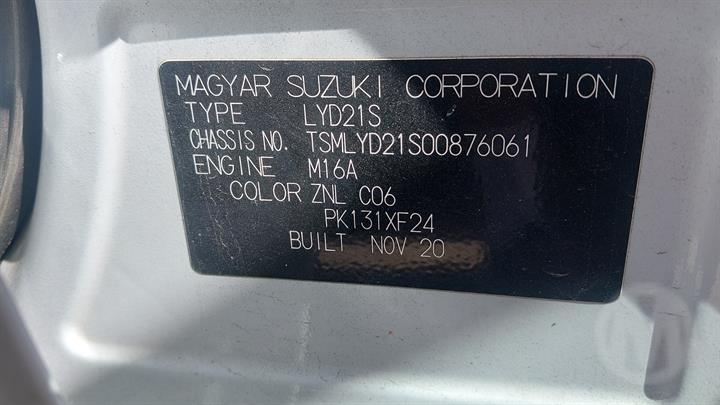 MAGYAR SUZUKI CORPORATION
TYPE LYD21S
CHASSIS NO. TSMLYD21S00876061
ENGINE M16A
COLOR ZNL C06
PK131XF24
BUILT NOV 20